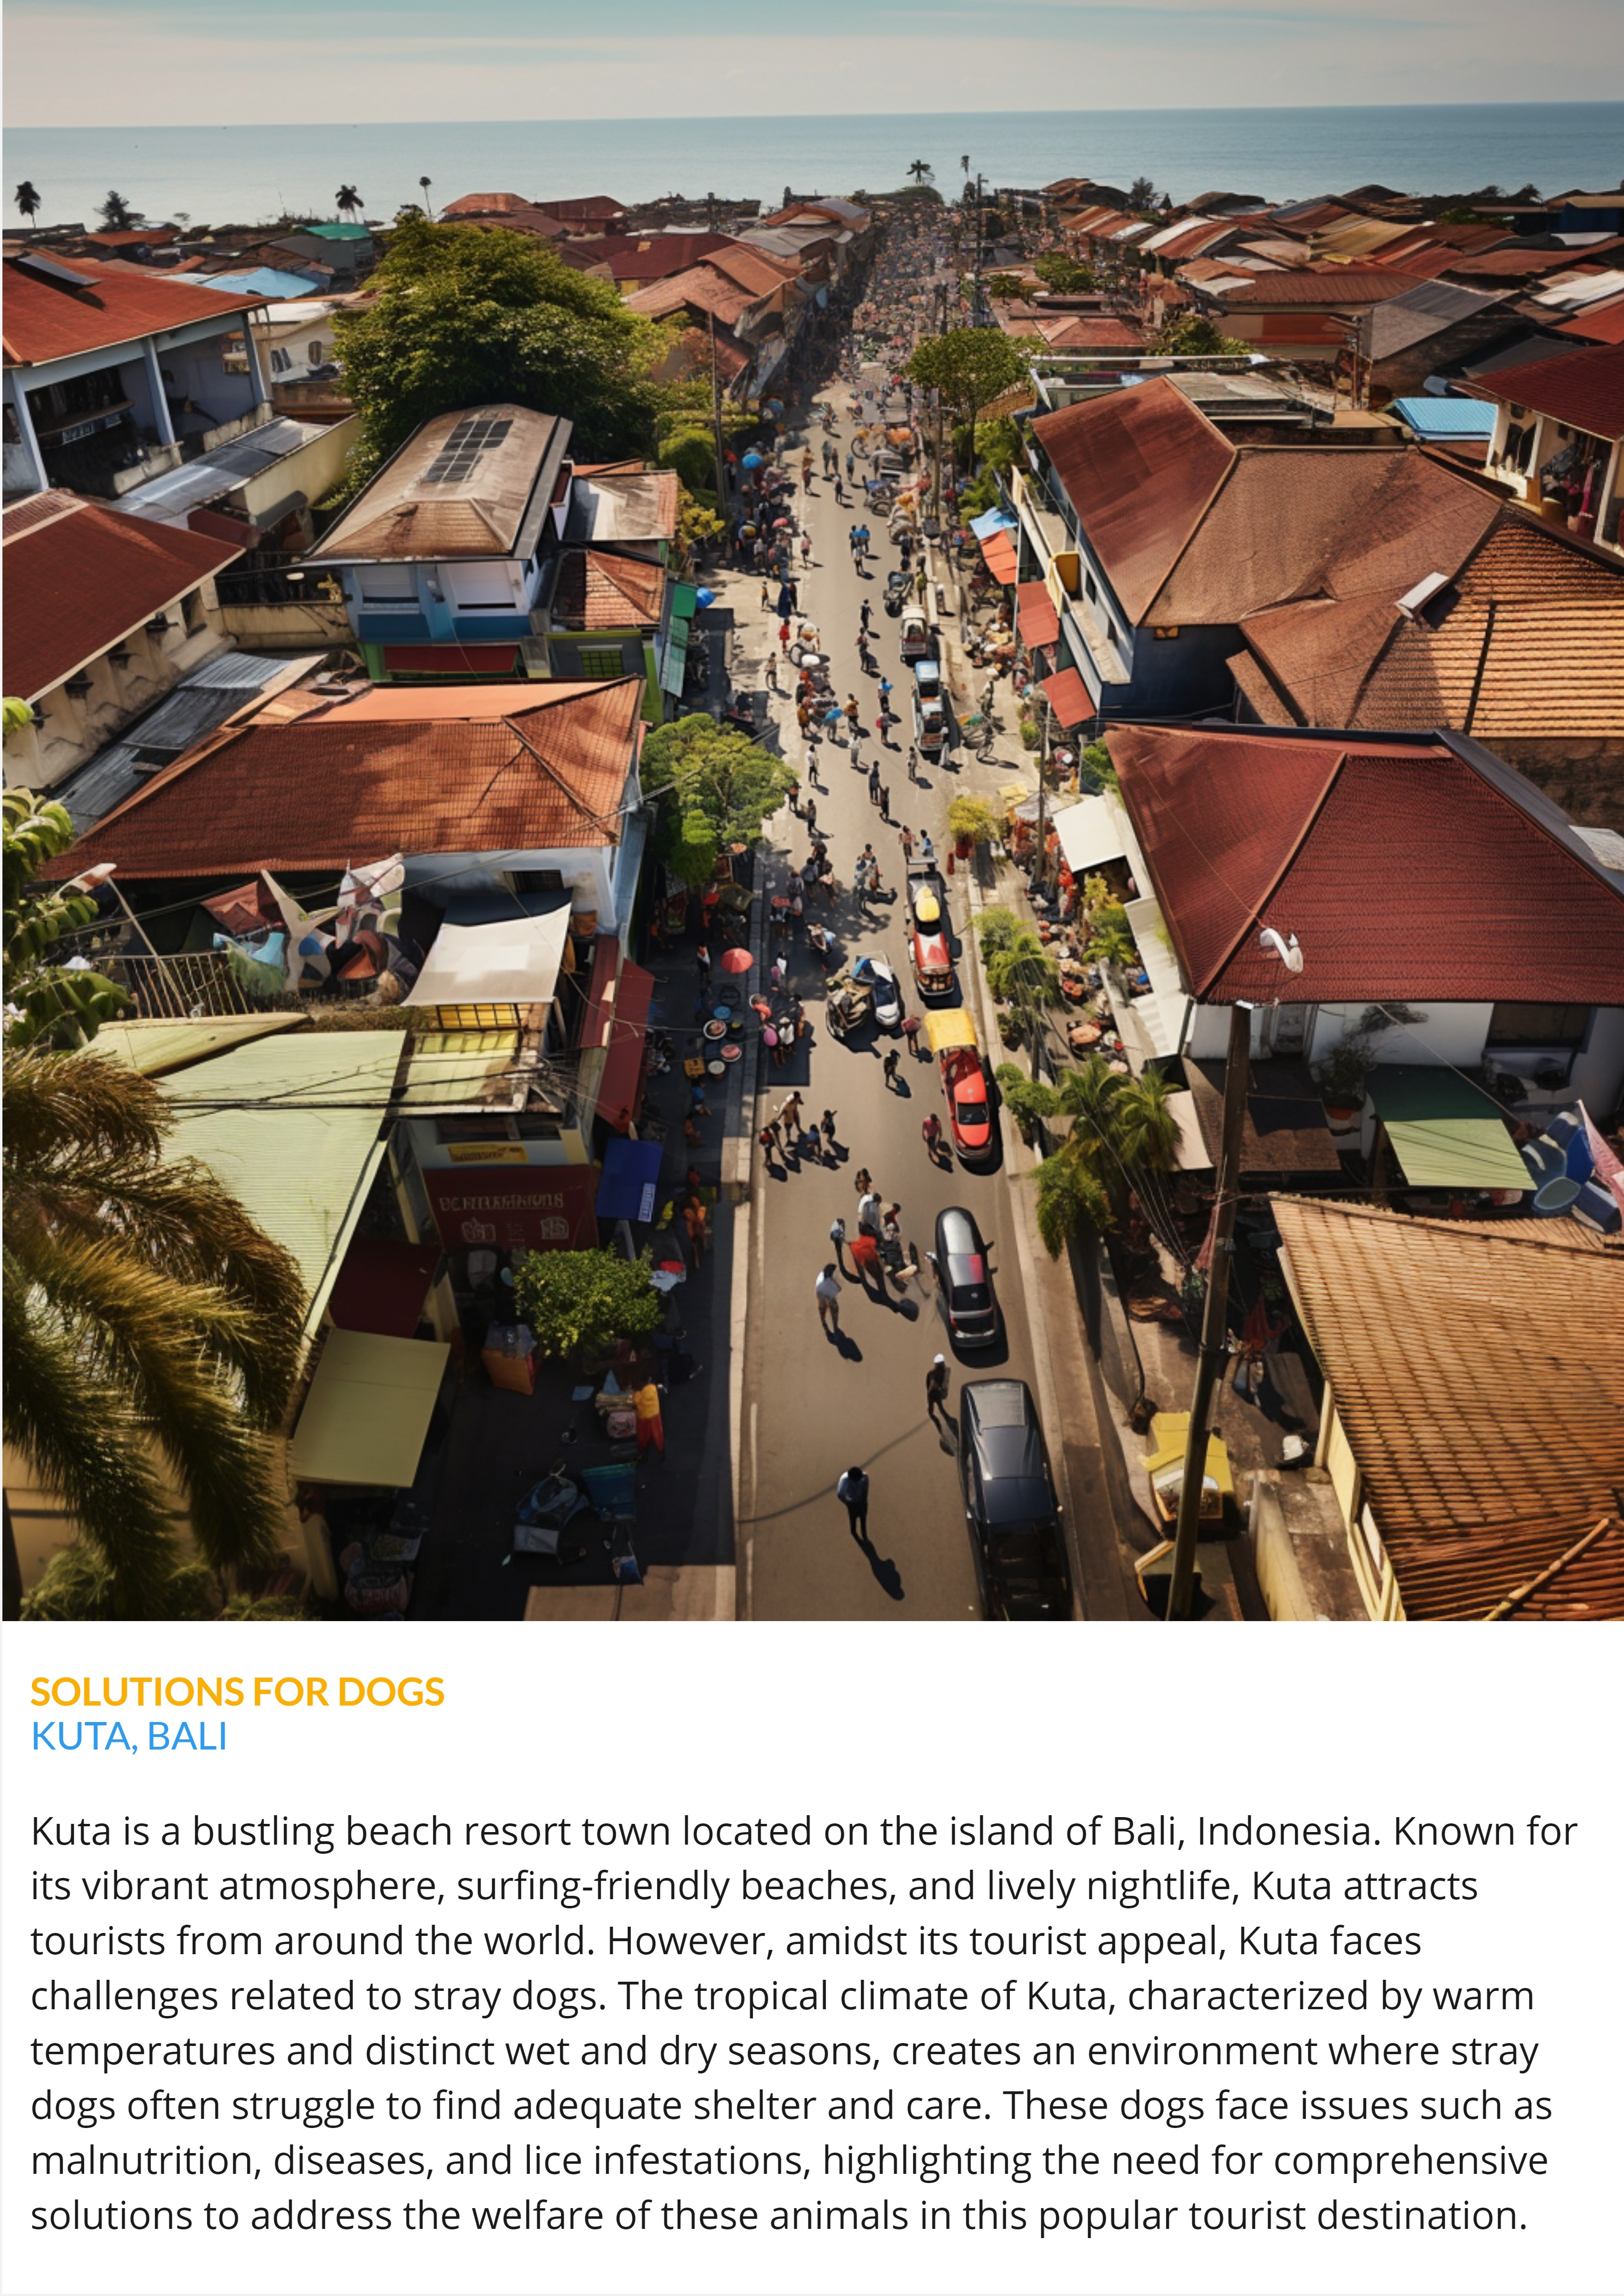 SOLUTIONS FOR DOGS
KUTA, BALI
Kuta is a bustling beach resort town located on the island of Bali, Indonesia. Known for
its vibrant atmosphere, surfing-friendly beaches, and lively nightlife, Kuta attracts
tourists from around the world. However, amidst its tourist appeal, Kuta faces
challenges related to stray dogs. The tropical climate of Kuta, characterized by warm
temperatures and distinct wet and dry seasons, creates an environment where stray
dogs often struggle to find adequate shelter and care. These dogs face issues such as
malnutrition, diseases, and lice infestations, highlighting the need for comprehensive
solutions to address the welfare of these animals in this popular tourist destination.